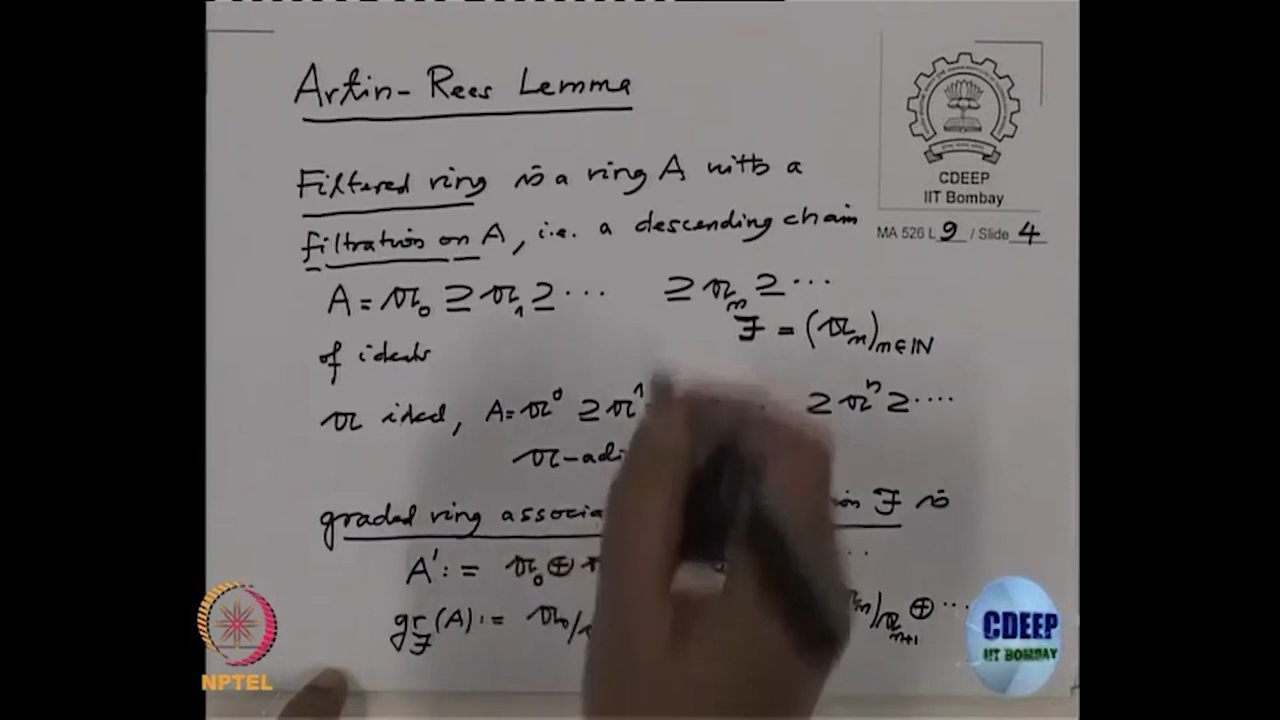 Artin-Rees Lemma
Filtered ring is a ring A with a
filtration on A, i.e. a descending chain
A = 𝔞₀ ⊇ 𝔞₁ ⊇ ··· ⊇ 𝔞ₙ ⊇ ···
𝓕 = (𝔞ₙ)ₙ∈ℕ
of ideals
𝔞 ideal, A = 𝔞⁰ ⊇ 𝔞¹ ⊇ 𝔞ⁿ ⊇ ····
𝔞-adi
graded ring associa 𝓕 is
A' := 𝔞₀ ⊕ ··
gr_𝓕(A) := 𝔞₀/ /𝔞ₙ₊₁ ⊕ ···
CDEEP
IIT Bombay
MA 526 L 9 / Slide 4
NPTEL
CDEEP
IIT BOMBAY